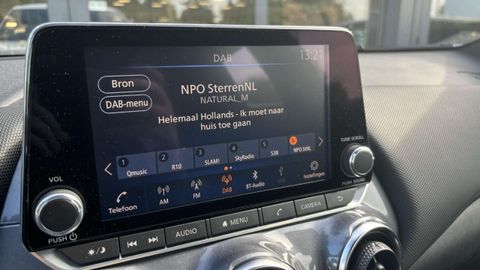 DAB
13:21
Bron
NPO SterrenNL
DAB-menu
NATURAL_M
Helemaal Hollands - ik moet naar
huis toe gaan
1 2 3 4 5 6
Qmusic R10 SLAM! SkyRadio 538 NPO StNL
Telefoon AM FM DAB BT-Audio Instellingen
VOL
PUSH
AUDIO MENU CAMERA
TUNE·SCROLL
PUSH